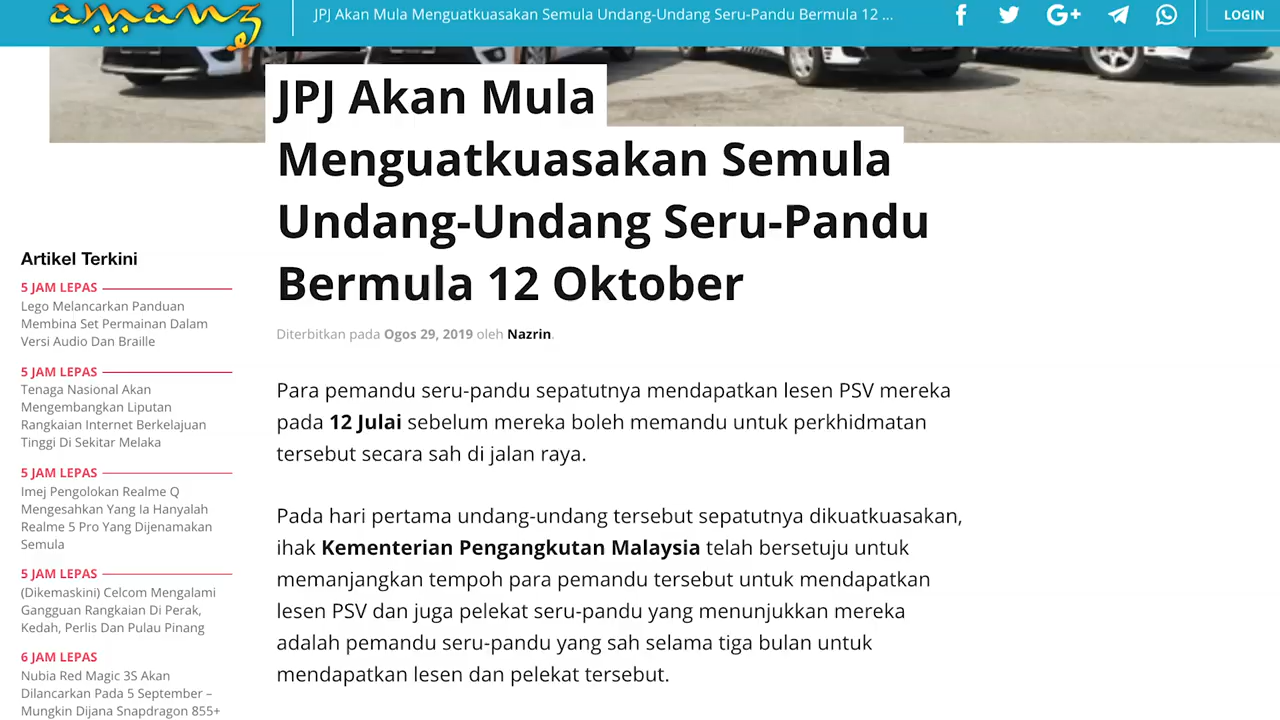 amanz
JPJ Akan Mula Menguatkuasakan Semula Undang-Undang Seru-Pandu Bermula 12 ...
LOGIN
JPJ Akan Mula
Menguatkuasakan Semula
Undang-Undang Seru-Pandu
Bermula 12 Oktober
Diterbitkan pada Ogos 29, 2019 oleh Nazrin.
Para pemandu seru-pandu sepatutnya mendapatkan lesen PSV mereka
pada 12 Julai sebelum mereka boleh memandu untuk perkhidmatan
tersebut secara sah di jalan raya.
Pada hari pertama undang-undang tersebut sepatutnya dikuatkuasakan,
ihak Kementerian Pengangkutan Malaysia telah bersetuju untuk
memanjangkan tempoh para pemandu tersebut untuk mendapatkan
lesen PSV dan juga pelekat seru-pandu yang menunjukkan mereka
adalah pemandu seru-pandu yang sah selama tiga bulan untuk
mendapatkan lesen dan pelekat tersebut.
Artikel Terkini
5 JAM LEPAS
Lego Melancarkan Panduan
Membina Set Permainan Dalam
Versi Audio Dan Braille
5 JAM LEPAS
Tenaga Nasional Akan
Mengembangkan Liputan
Rangkaian Internet Berkelajuan
Tinggi Di Sekitar Melaka
5 JAM LEPAS
Imej Pengolokan Realme Q
Mengesahkan Yang Ia Hanyalah
Realme 5 Pro Yang Dijenamakan
Semula
5 JAM LEPAS
(Dikemaskini) Celcom Mengalami
Gangguan Rangkaian Di Perak,
Kedah, Perlis Dan Pulau Pinang
6 JAM LEPAS
Nubia Red Magic 3S Akan
Dilancarkan Pada 5 September –
Mungkin Dijana Snapdragon 855+